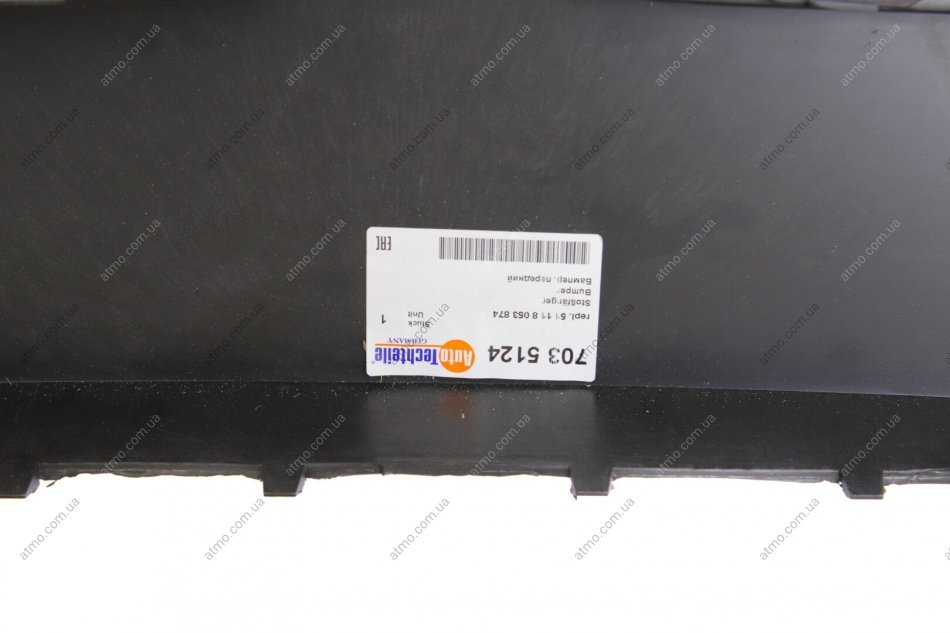 703 5124
AutoTechteile
GERMANY
repl. 51 11 8 053 874
Stoßfänger
Bumper
Бампер, передний
Stuck
Unit
1
EAC
atmo.com.ua